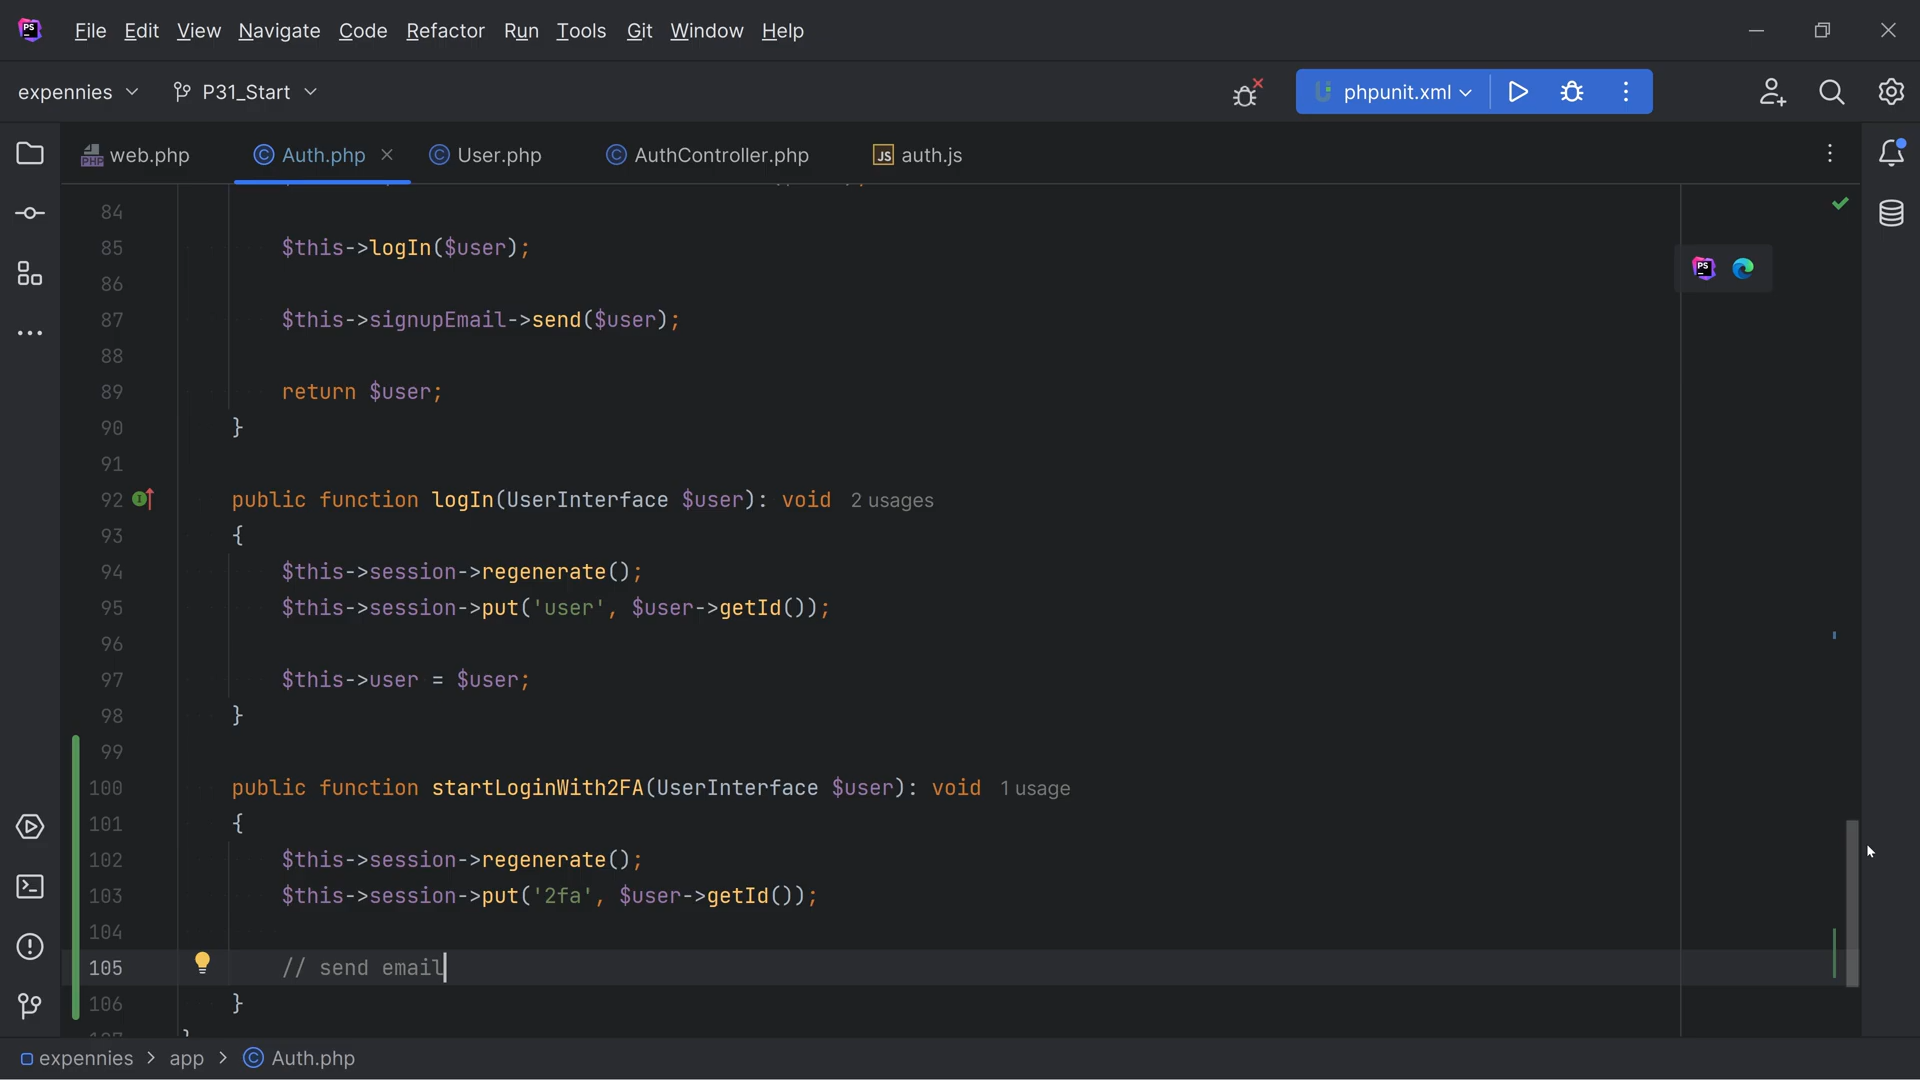 File Edit View Navigate Code Refactor Run Tools Git Window Help
expennies P31_Start phpunit.xml
web.php Auth.php User.php AuthController.php auth.js
84
85 $this->logIn($user);
86
87 $this->signupEmail->send($user);
88
89 return $user;
90 }
91
92 public function logIn(UserInterface $user): void 2 usages
93 {
94 $this->session->regenerate();
95 $this->session->put('user', $user->getId());
96
97 $this->user = $user;
98 }
99
100 public function startLoginWith2FA(UserInterface $user): void 1 usage
101 {
102 $this->session->regenerate();
103 $this->session->put('2fa', $user->getId());
104
105 // send email
106 }
expennies > app > Auth.php